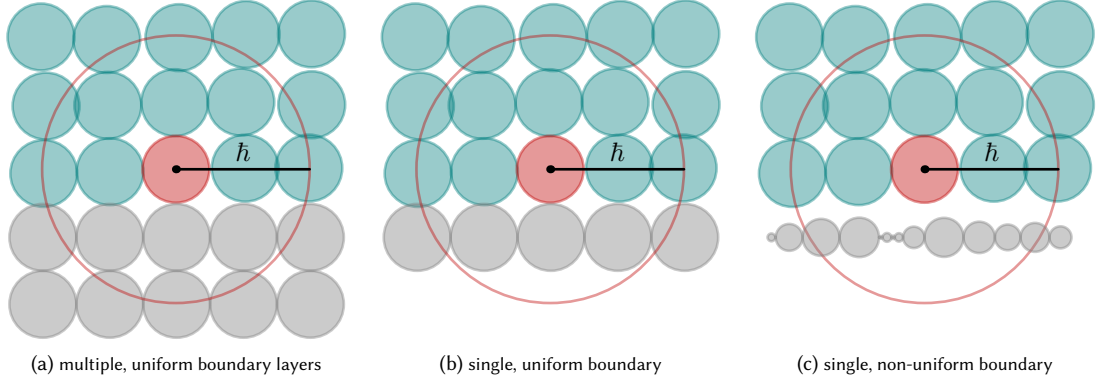 ħ
ħ
ħ
(a) multiple, uniform boundary layers
(b) single, uniform boundary
(c) single, non-uniform boundary